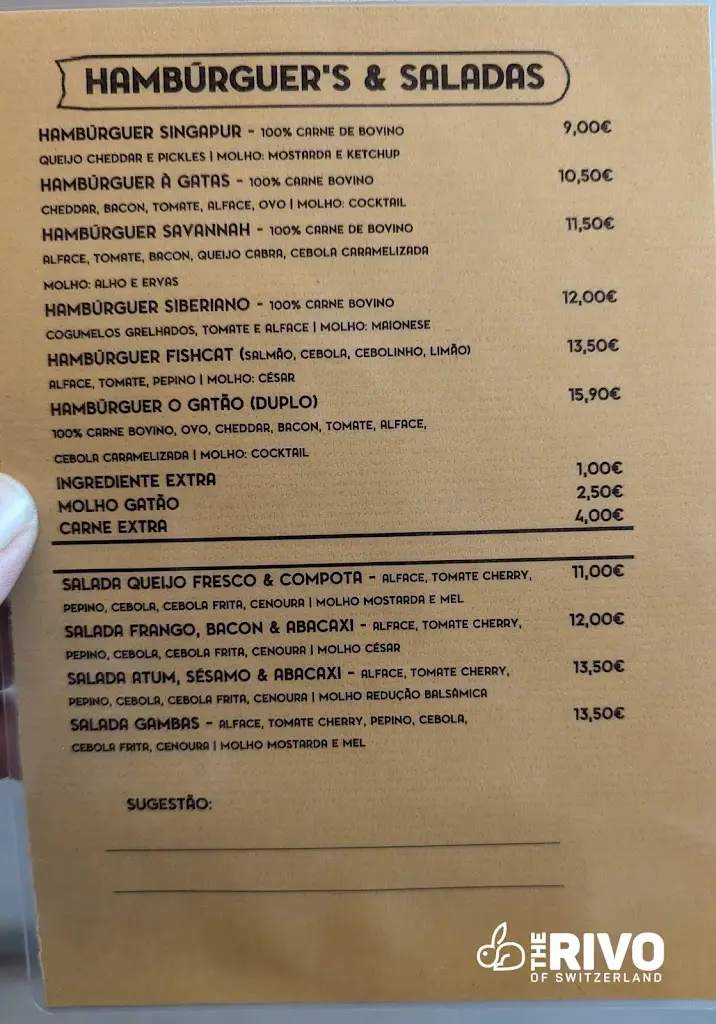 HAMBÚRGUER'S & SALADAS
HAMBÚRGUER SINGAPUR - 100% CARNE DE BOVINO 9,00€
QUEIJO CHEDDAR E PICKLES | MOLHO: MOSTARDA E KETCHUP
HAMBÚRGUER À GATAS - 100% CARNE BOVINO 10,50€
CHEDDAR, BACON, TOMATE, ALFACE, OVO | MOLHO: COCKTAIL
HAMBÚRGUER SAVANNAH - 100% CARNE DE BOVINO 11,50€
ALFACE, TOMATE, BACON, QUEIJO CABRA, CEBOLA CARAMELIZADA
MOLHO: ALHO E ERVAS
HAMBÚRGUER SIBERIANO - 100% CARNE BOVINO 12,00€
COGUMELOS GRELHADOS, TOMATE E ALFACE | MOLHO: MAIONESE
HAMBÚRGUER FISHCAT (SALMÃO, CEBOLA, CEBOLINHO, LIMÃO) 13,50€
ALFACE, TOMATE, PEPINO | MOLHO: CÉSAR
HAMBÚRGUER O GATÃO (DUPLO) 15,90€
100% CARNE BOVINO, OVO, CHEDDAR, BACON, TOMATE, ALFACE,
CEBOLA CARAMELIZADA | MOLHO: COCKTAIL
INGREDIENTE EXTRA 1,00€
MOLHO GATÃO 2,50€
CARNE EXTRA 4,00€
SALADA QUEIJO FRESCO & COMPOTA - ALFACE, TOMATE CHERRY, 11,00€
PEPINO, CEBOLA, CEBOLA FRITA, CENOURA | MOLHO MOSTARDA E MEL
SALADA FRANGO, BACON & ABACAXI - ALFACE, TOMATE CHERRY, 12,00€
PEPINO, CEBOLA, CEBOLA FRITA, CENOURA | MOLHO CÉSAR
SALADA ATUM, SÉSAMO & ABACAXI - ALFACE, TOMATE CHERRY, 13,50€
PEPINO, CEBOLA, CEBOLA FRITA, CENOURA | MOLHO REDUÇÃO BALSÂMICA
SALADA GAMBAS - ALFACE, TOMATE CHERRY, PEPINO, CEBOLA, 13,50€
CEBOLA FRITA, CENOURA | MOLHO MOSTARDA E MEL
SUGESTÃO:
THE RIVO
OF SWITZERLAND